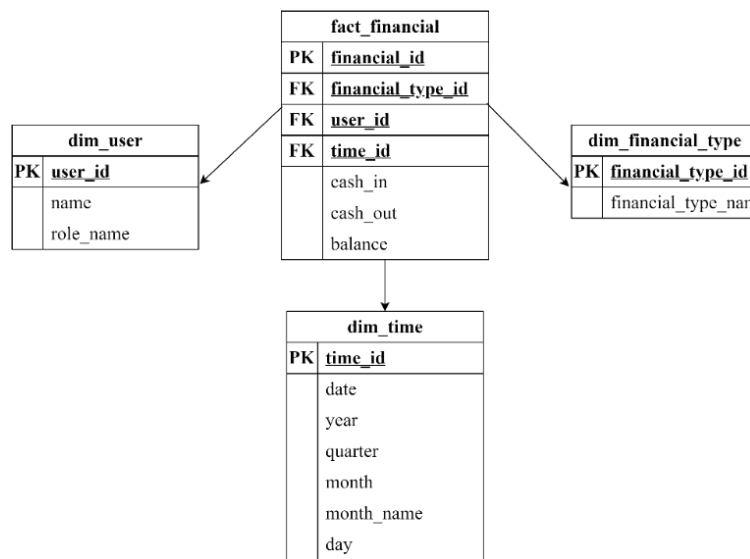 fact_financial
PK financial_id
FK financial_type_id
FK user_id
FK time_id
cash_in
cash_out
balance
dim_user
PK user_id
name
role_name
dim_financial_type
PK financial_type_id
financial_type_nam
dim_time
PK time_id
date
year
quarter
month
month_name
day